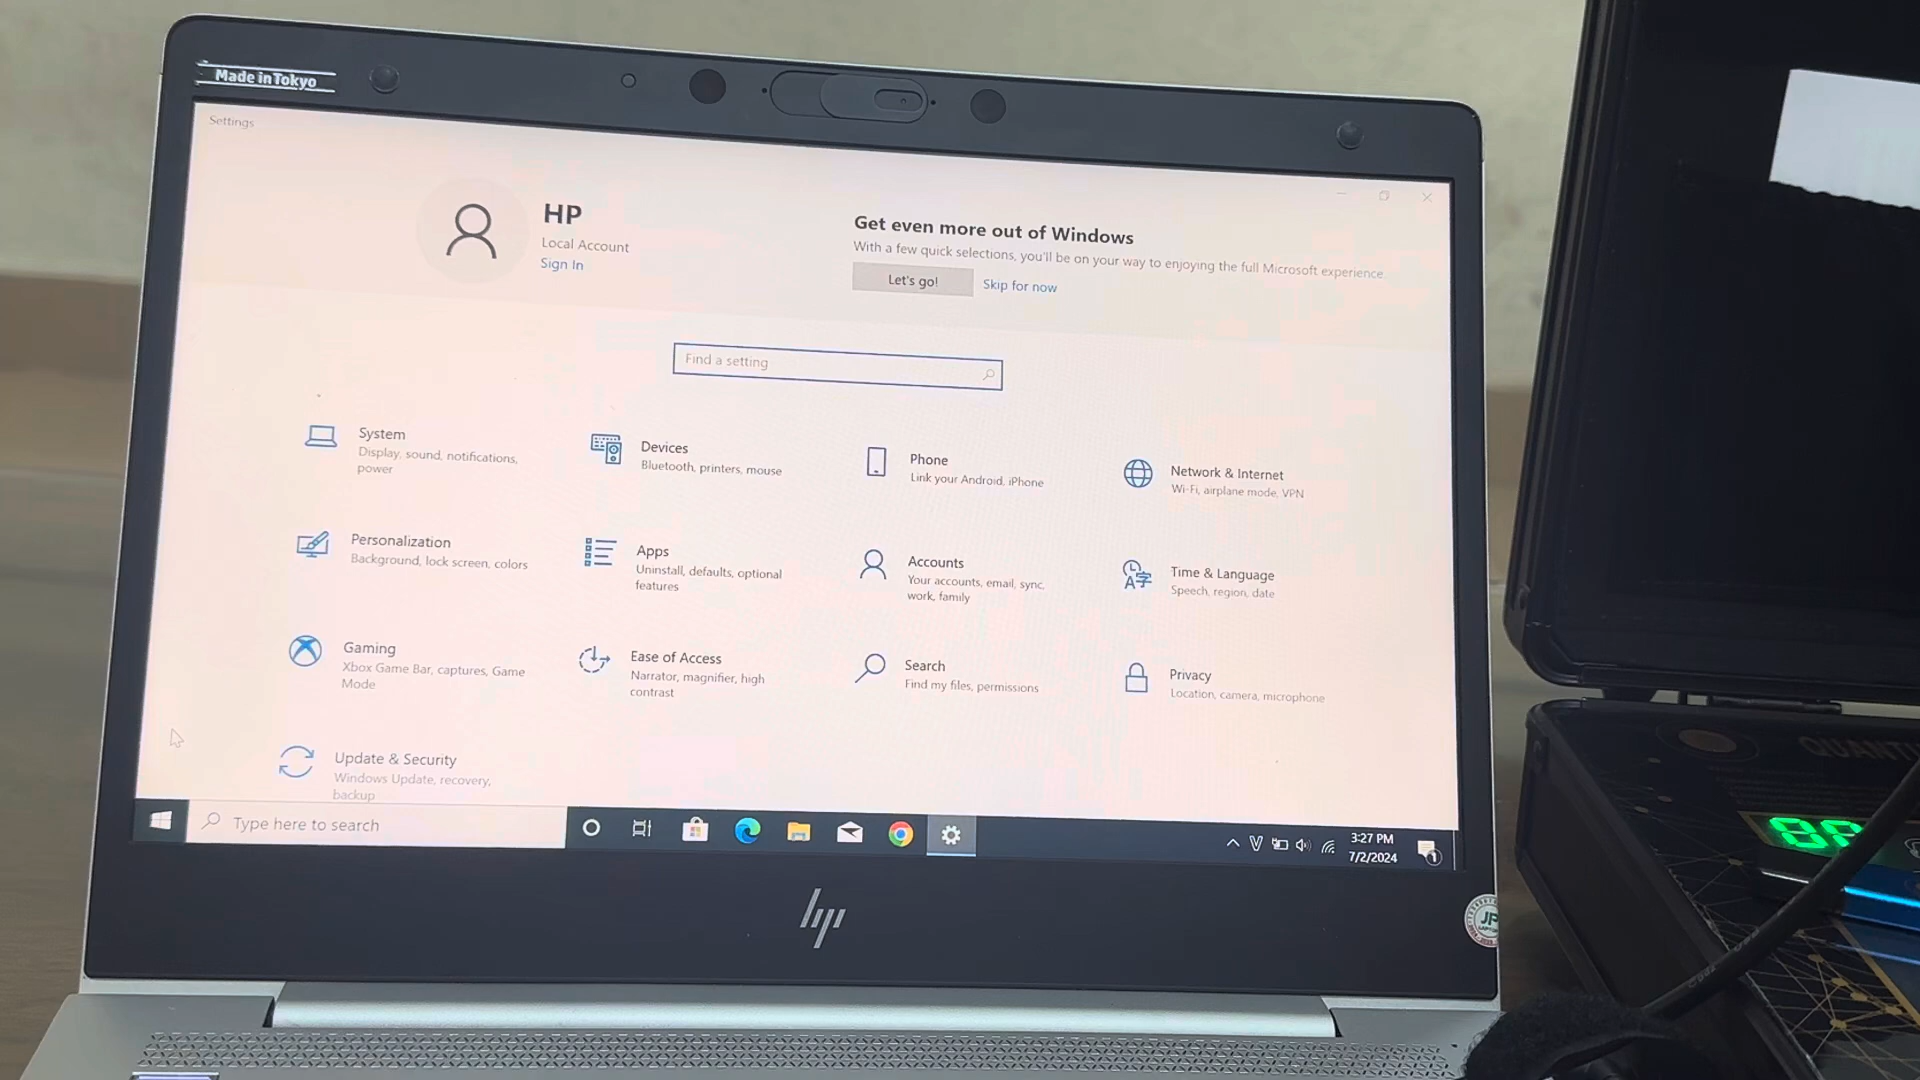 Made in Tokyo
Settings
HP
Local Account
Sign In
Get even more out of Windows
With a few quick selections, you'll be on your way to enjoying the full Microsoft experience.
Let's go!
Skip for now
Find a setting
System
Display, sound, notifications,
power
Devices
Bluetooth, printers, mouse
Phone
Link your Android, iPhone
Network & Internet
Wi-Fi, airplane mode, VPN
Personalization
Background, lock screen, colors
Apps
Uninstall, defaults, optional
features
Accounts
Your accounts, email, sync,
work, family
Time & Language
Speech, region, date
Gaming
Xbox Game Bar, captures, Game
Mode
Ease of Access
Narrator, magnifier, high
contrast
Search
Find my files, permissions
Privacy
Location, camera, microphone
Update & Security
Windows Update, recovery,
backup
Type here to search
3:27 PM
7/2/2024
1
hp
JP